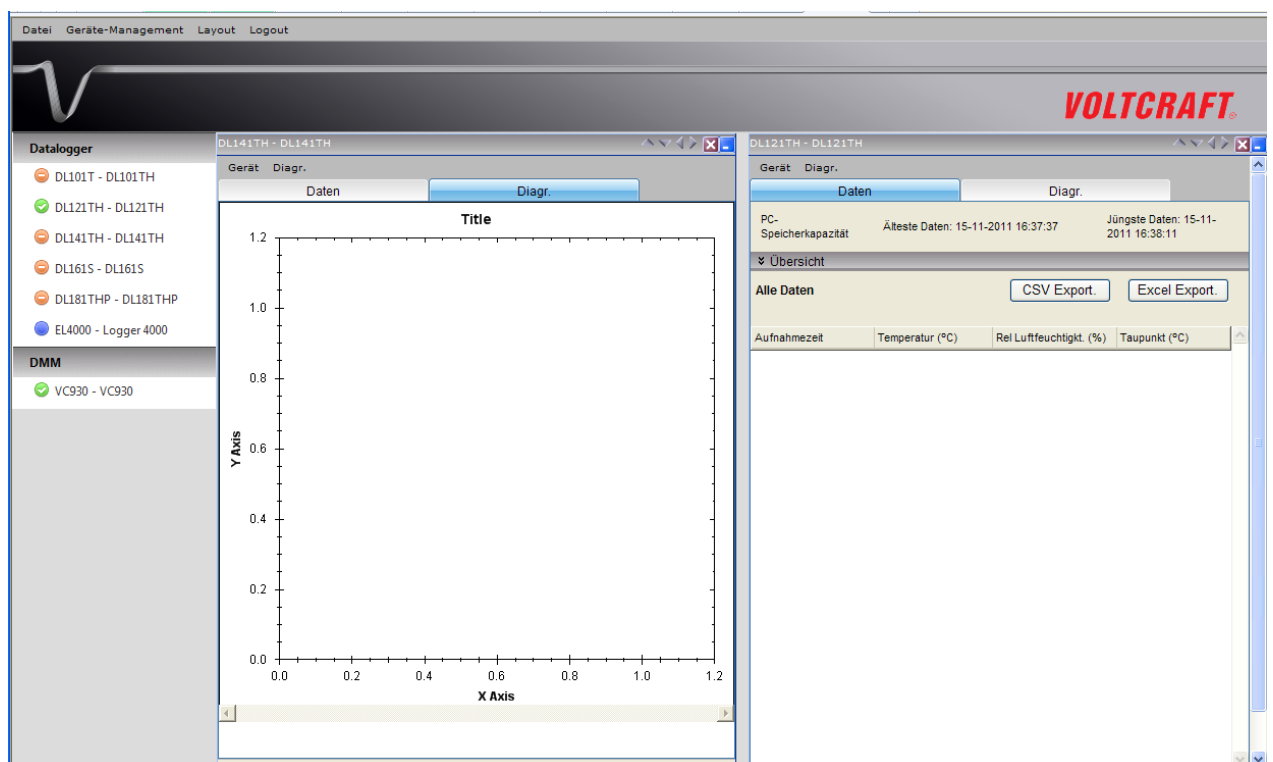 Datei Geräte-Management Layout Logout
VOLTCRAFT®
Datalogger
DL101T - DL101TH
DL121TH - DL121TH
DL141TH - DL141TH
DL161S - DL161S
DL181THP - DL181THP
EL4000 - Logger 4000
DMM
VC930 - VC930
DL141TH - DL141TH
Gerät Diagr.
Daten Diagr.
Title
1.2
1.0
0.8
0.6
0.4
0.2
0.0
Y Axis
0.0 0.2 0.4 0.6 0.8 1.0 1.2
X Axis
DL121TH - DL121TH
Gerät Diagr.
Daten Diagr.
PC-
Speicherkapazität
Älteste Daten: 15-11-2011 16:37:37
Jüngste Daten: 15-11-
2011 16:38:11
Übersicht
Alle Daten CSV Export. Excel Export.
Aufnahmezeit Temperatur (ºC) Rel Luftfeuchtigkt. (%) Taupunkt (ºC)